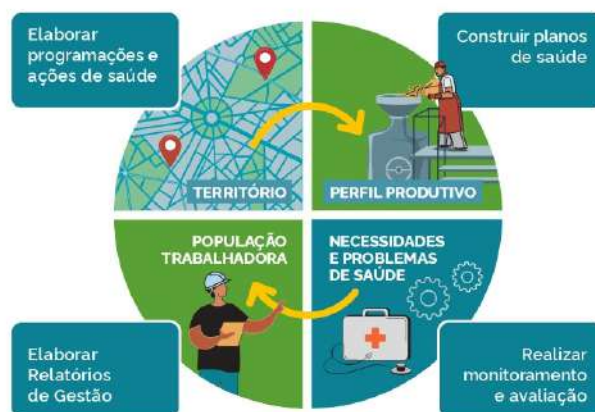 Elaborar
programações e
ações de saúde
Construir planos
de saúde
TERRITÓRIO
PERFIL PRODUTIVO
POPULAÇÃO
TRABALHADORA
NECESSIDADES
E PROBLEMAS
DE SAÚDE
Elaborar
Relatórios
de Gestão
Realizar
monitoramento
e avaliação